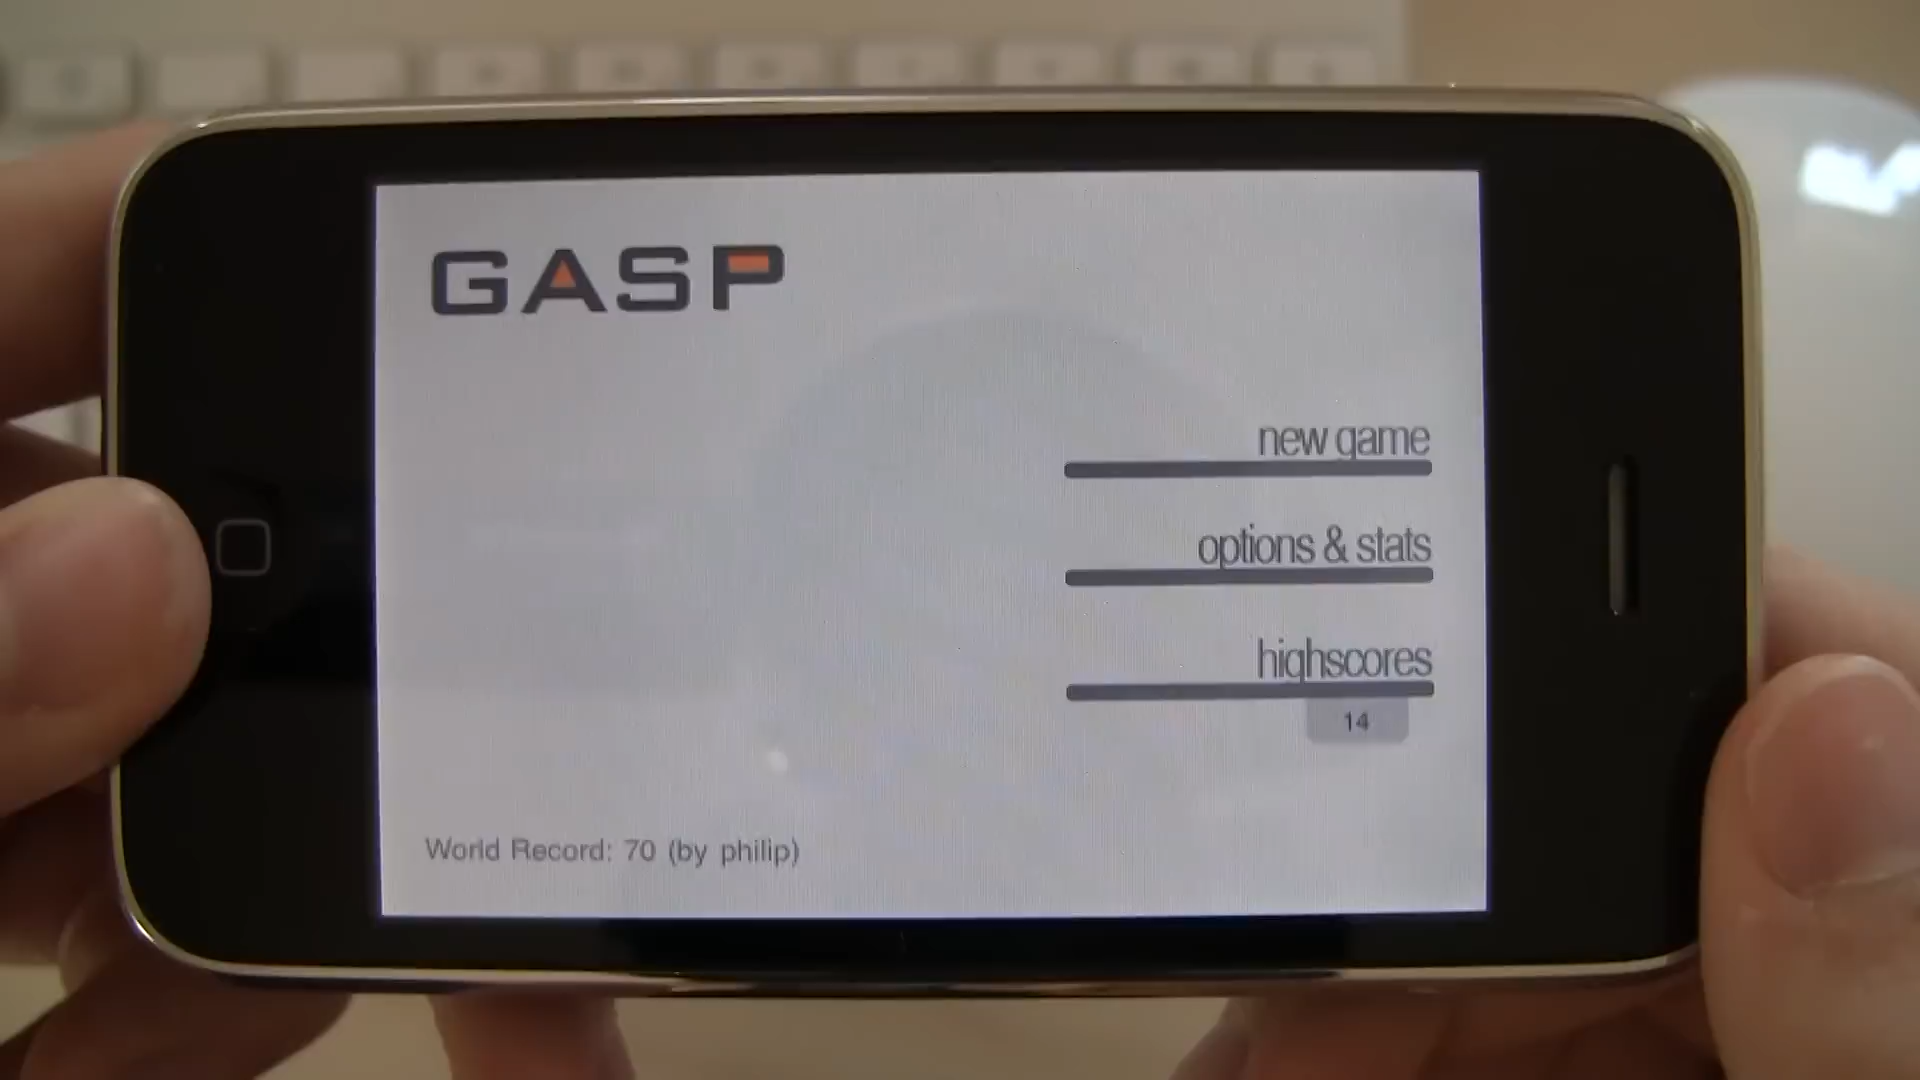 GASP
new game
options & stats
highscores
14
World Record: 70 (by philip)